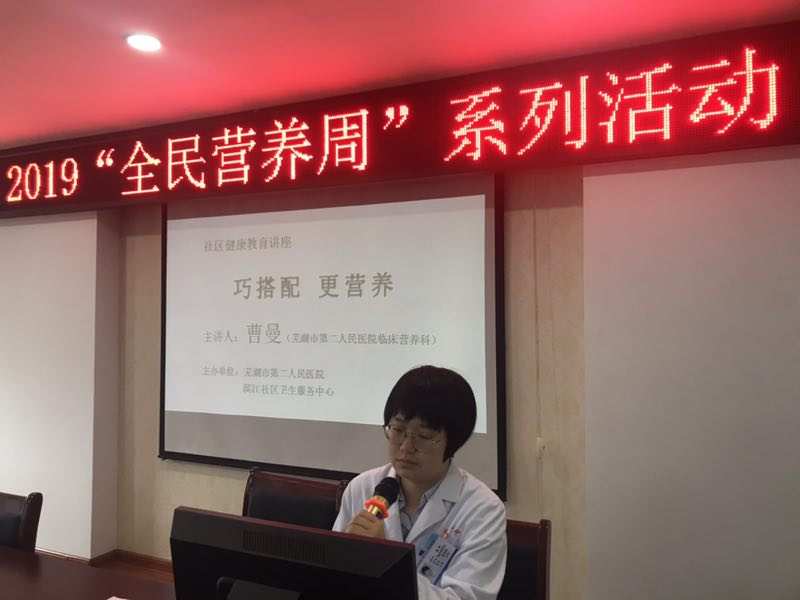 2019“全民营养周”系列活动
社区健康教育讲座
巧搭配 更营养
主讲人：曹曼（芜湖市第二人民医院临床营养科）
主办单位：芜湖市第二人民医院
滨江社区卫生服务中心